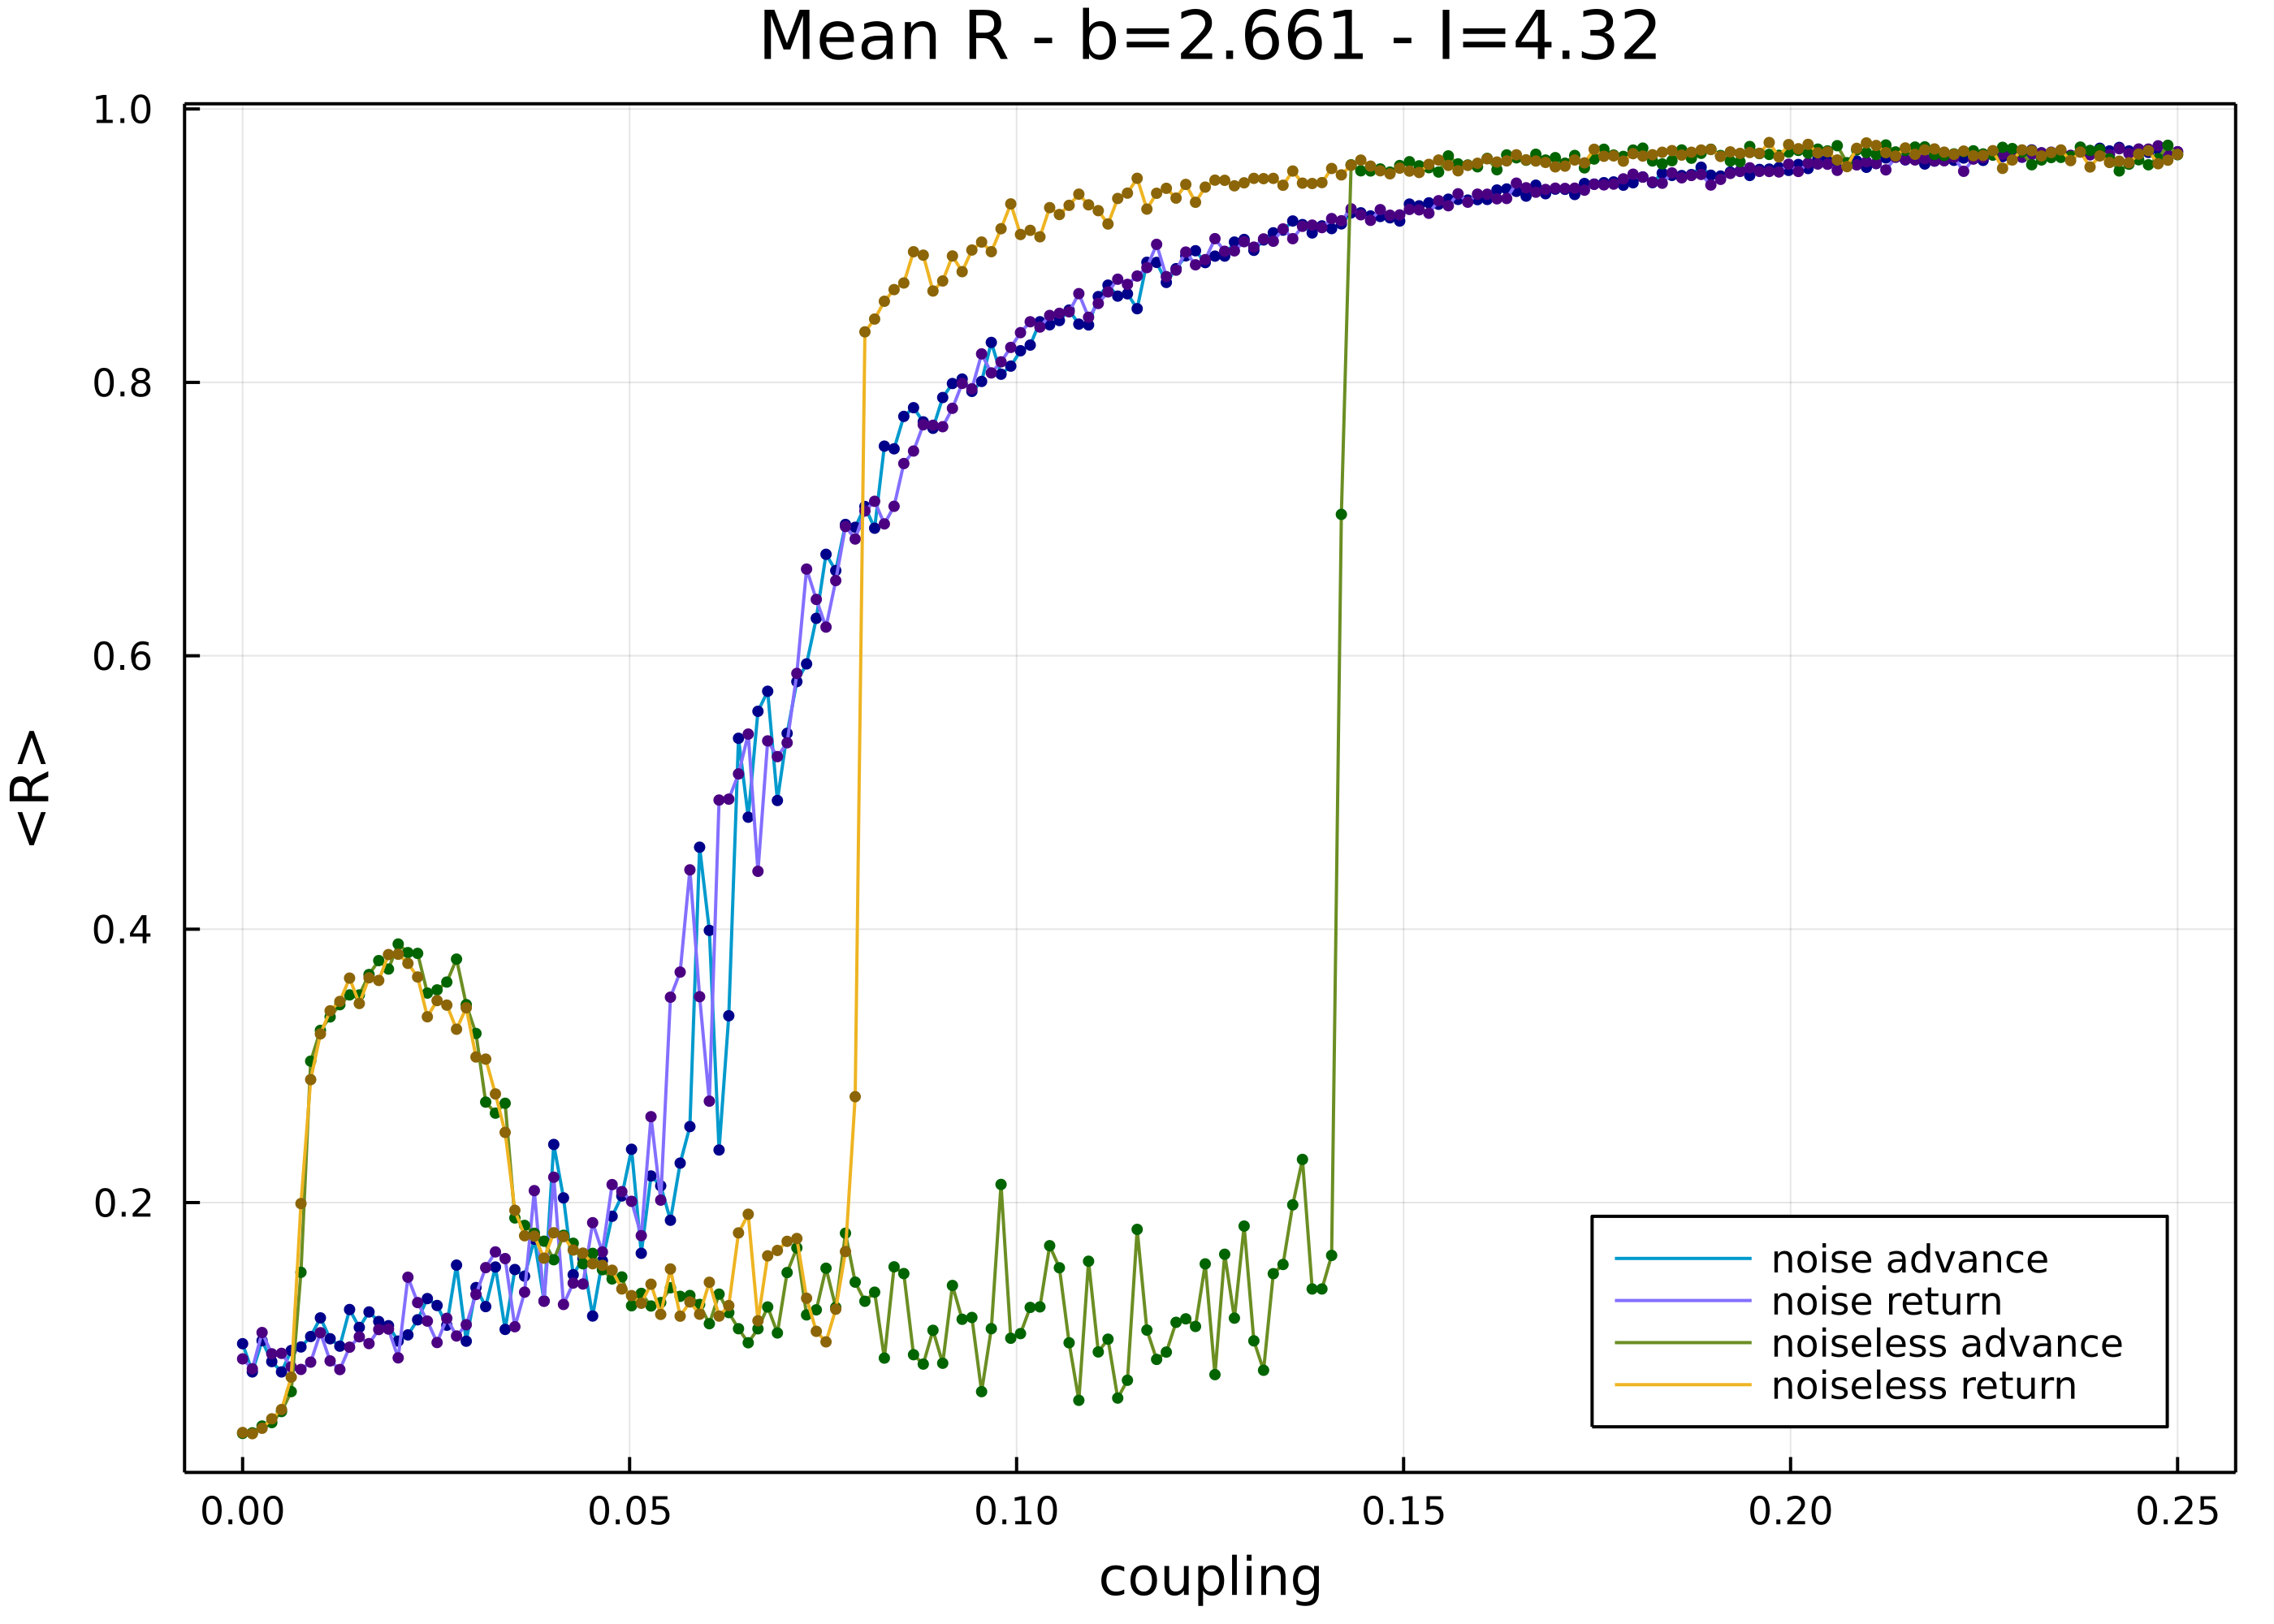 Mean R - b=2.661 - I=4.32
1.0
0.8
0.6
0.4
0.2
<R>
noise advance
noise return
noiseless advance
noiseless return
0.00
0.05
0.10
0.15
0.20
0.25
coupling